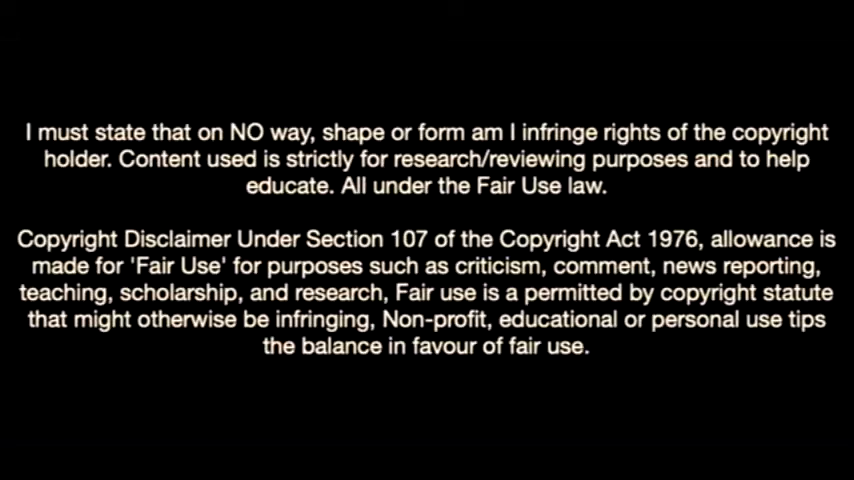 I must state that on NO way, shape or form am I infringe rights of the copyright
holder. Content used is strictly for research/reviewing purposes and to help
educate. All under the Fair Use law.
Copyright Disclaimer Under Section 107 of the Copyright Act 1976, allowance is
made for 'Fair Use' for purposes such as criticism, comment, news reporting,
teaching, scholarship, and research, Fair use is a permitted by copyright statute
that might otherwise be infringing, Non-profit, educational or personal use tips
the balance in favour of fair use.